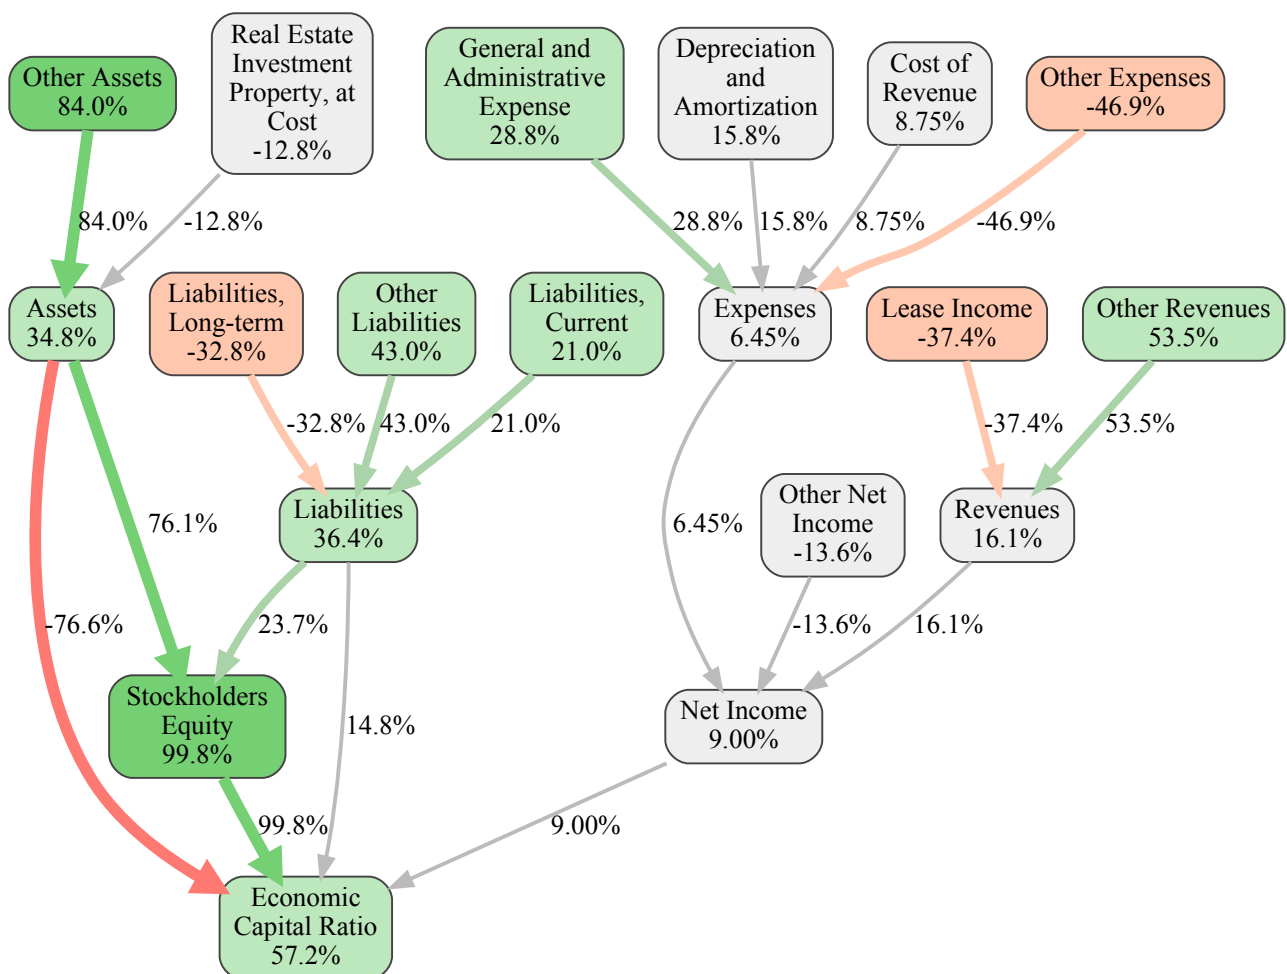 Other Assets
84.0%
Real Estate
Investment
Property, at
Cost
-12.8%
General and
Administrative
Expense
28.8%
Depreciation
and
Amortization
15.8%
Cost of
Revenue
8.75%
Other Expenses
-46.9%
84.0%
-12.8%
28.8%
15.8%
8.75%
-46.9%
Assets
34.8%
Liabilities,
Long-term
-32.8%
Other
Liabilities
43.0%
Liabilities,
Current
21.0%
Expenses
6.45%
Lease Income
-37.4%
Other Revenues
53.5%
-32.8%
43.0%
21.0%
-37.4%
53.5%
76.1%
Liabilities
36.4%
6.45%
Other Net
Income
-13.6%
Revenues
16.1%
-76.6%
23.7%
-13.6%
16.1%
Stockholders
Equity
99.8%
14.8%
Net Income
9.00%
99.8%
9.00%
Economic
Capital Ratio
57.2%